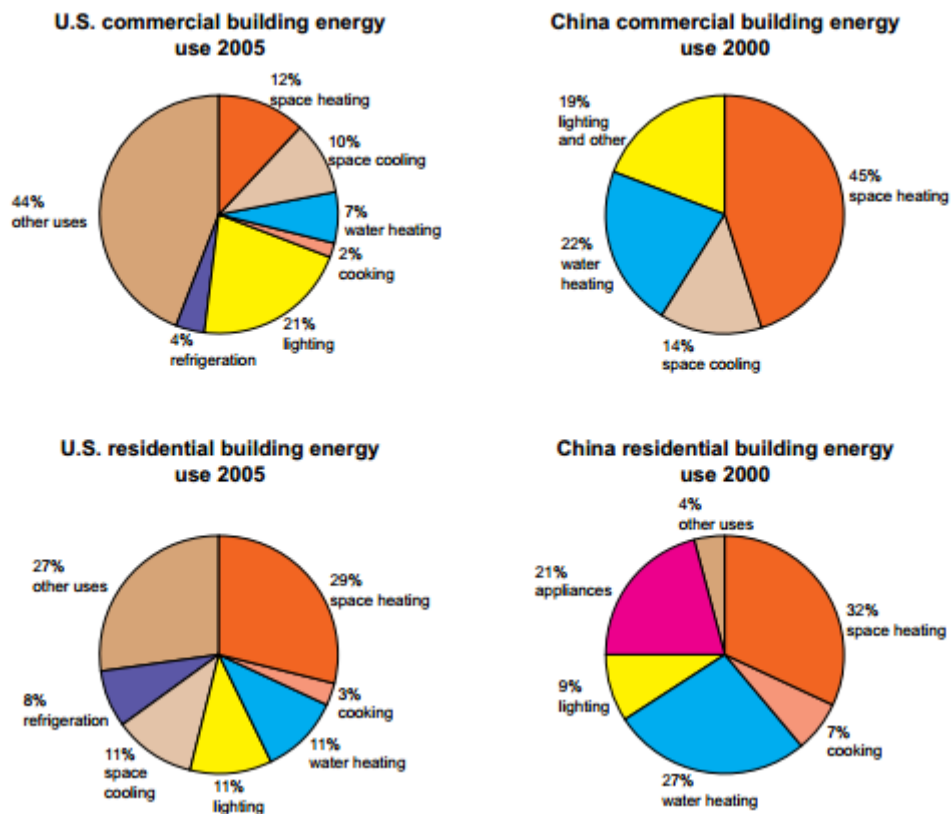 U.S. commercial building energy
use 2005
12%
space heating
10%
space cooling
7%
water heating
2%
cooking
21%
lighting
4%
refrigeration
44%
other uses
China commercial building energy
use 2000
19%
lighting
and other
45%
space heating
22%
water
heating
14%
space cooling
U.S. residential building energy
use 2005
27%
other uses
29%
space heating
3%
cooking
11%
water heating
11%
lighting
11%
space
cooling
8%
refrigeration
China residential building energy
use 2000
4%
other uses
21%
appliances
32%
space heating
9%
lighting
7%
cooking
27%
water heating